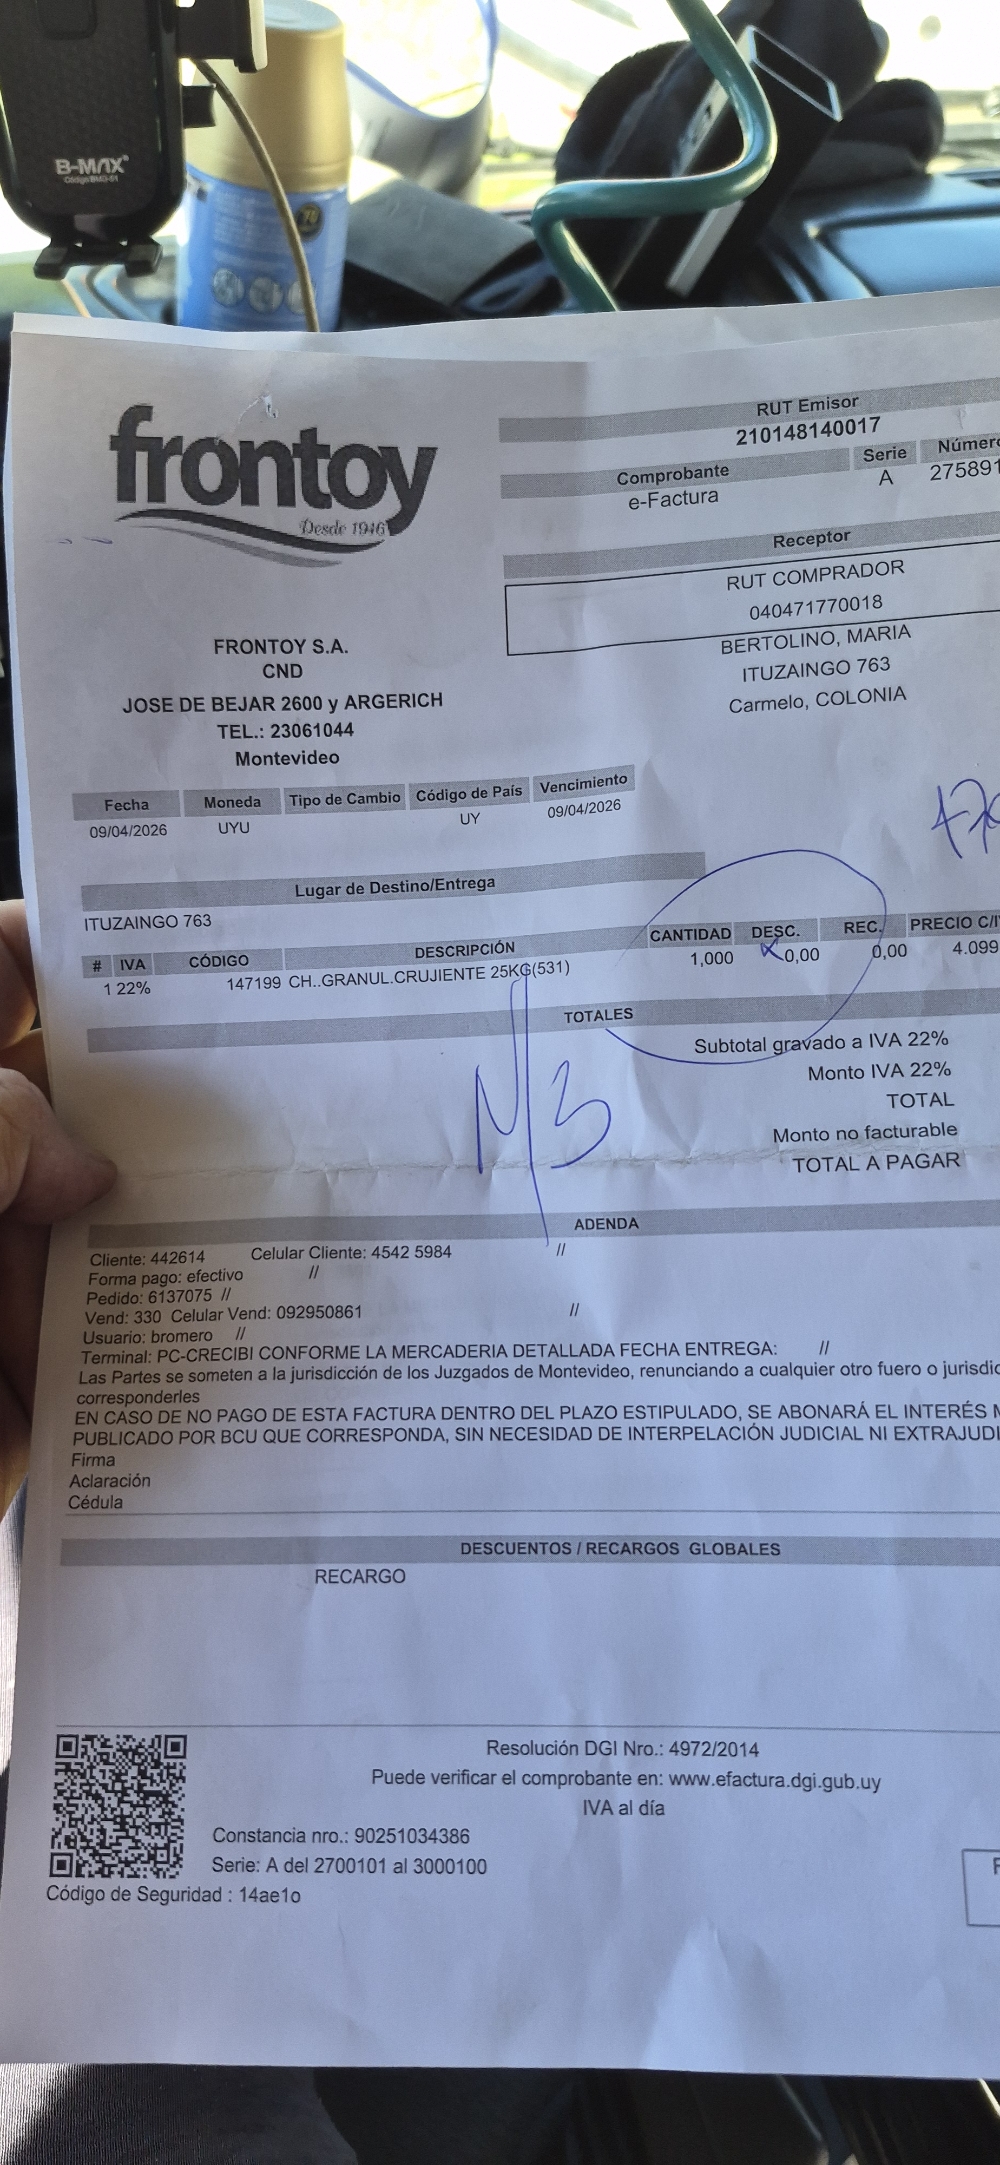 B-MAX
Código BMG-01
frontoy
Desde 1946
RUT Emisor
210148140017
Comprobante Serie Número
e-Factura A 275891
Receptor
RUT COMPRADOR
040471770018
BERTOLINO, MARIA
ITUZAINGO 763
Carmelo, COLONIA
FRONTOY S.A.
CND
JOSE DE BEJAR 2600 y ARGERICH
TEL.: 23061044
Montevideo
Fecha Moneda Tipo de Cambio Código de País Vencimiento
09/04/2026 UYU UY 09/04/2026
Lugar de Destino/Entrega
ITUZAINGO 763
# IVA CÓDIGO DESCRIPCIÓN CANTIDAD DESC. REC. PRECIO C/I
1 22% 147199 CH..GRANUL.CRUJIENTE 25KG(531) 1,000 0,00 0,00 4.099
TOTALES
Subtotal gravado a IVA 22%
Monto IVA 22%
TOTAL
Monto no facturable
TOTAL A PAGAR
ADENDA
Cliente: 442614 Celular Cliente: 4542 5984 //
Forma pago: efectivo //
Pedido: 6137075 //
Vend: 330 Celular Vend: 092950861 //
Usuario: bromero //
Terminal: PC-CRECIBI CONFORME LA MERCADERIA DETALLADA FECHA ENTREGA: //
Las Partes se someten a la jurisdicción de los Juzgados de Montevideo, renunciando a cualquier otro fuero o jurisdic
corresponderles
EN CASO DE NO PAGO DE ESTA FACTURA DENTRO DEL PLAZO ESTIPULADO, SE ABONARÁ EL INTERÉS M
PUBLICADO POR BCU QUE CORRESPONDA, SIN NECESIDAD DE INTERPELACIÓN JUDICIAL NI EXTRAJUDI
Firma
Aclaración
Cédula
DESCUENTOS / RECARGOS GLOBALES
RECARGO
Resolución DGI Nro.: 4972/2014
Puede verificar el comprobante en: www.efactura.dgi.gub.uy
IVA al día
Constancia nro.: 90251034386
Serie: A del 2700101 al 3000100
Código de Seguridad : 14ae1o